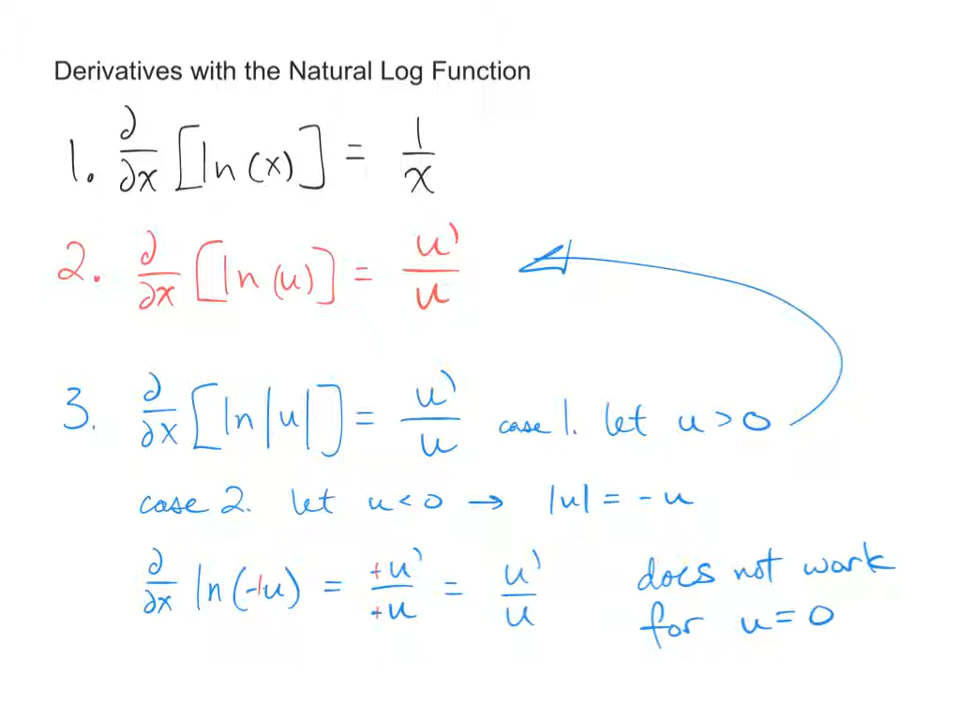 Derivatives with the Natural Log Function
1. ∂/∂x [ln(x)] = 1/x
2. ∂/∂x [ln(u)] = u'/u
3. ∂/∂x [ln|u|] = u'/u case 1. let u > 0
case 2. let u < 0 → |u| = -u
∂/∂x ln(-1u) = +u'/+u = u'/u does not work
for u = 0